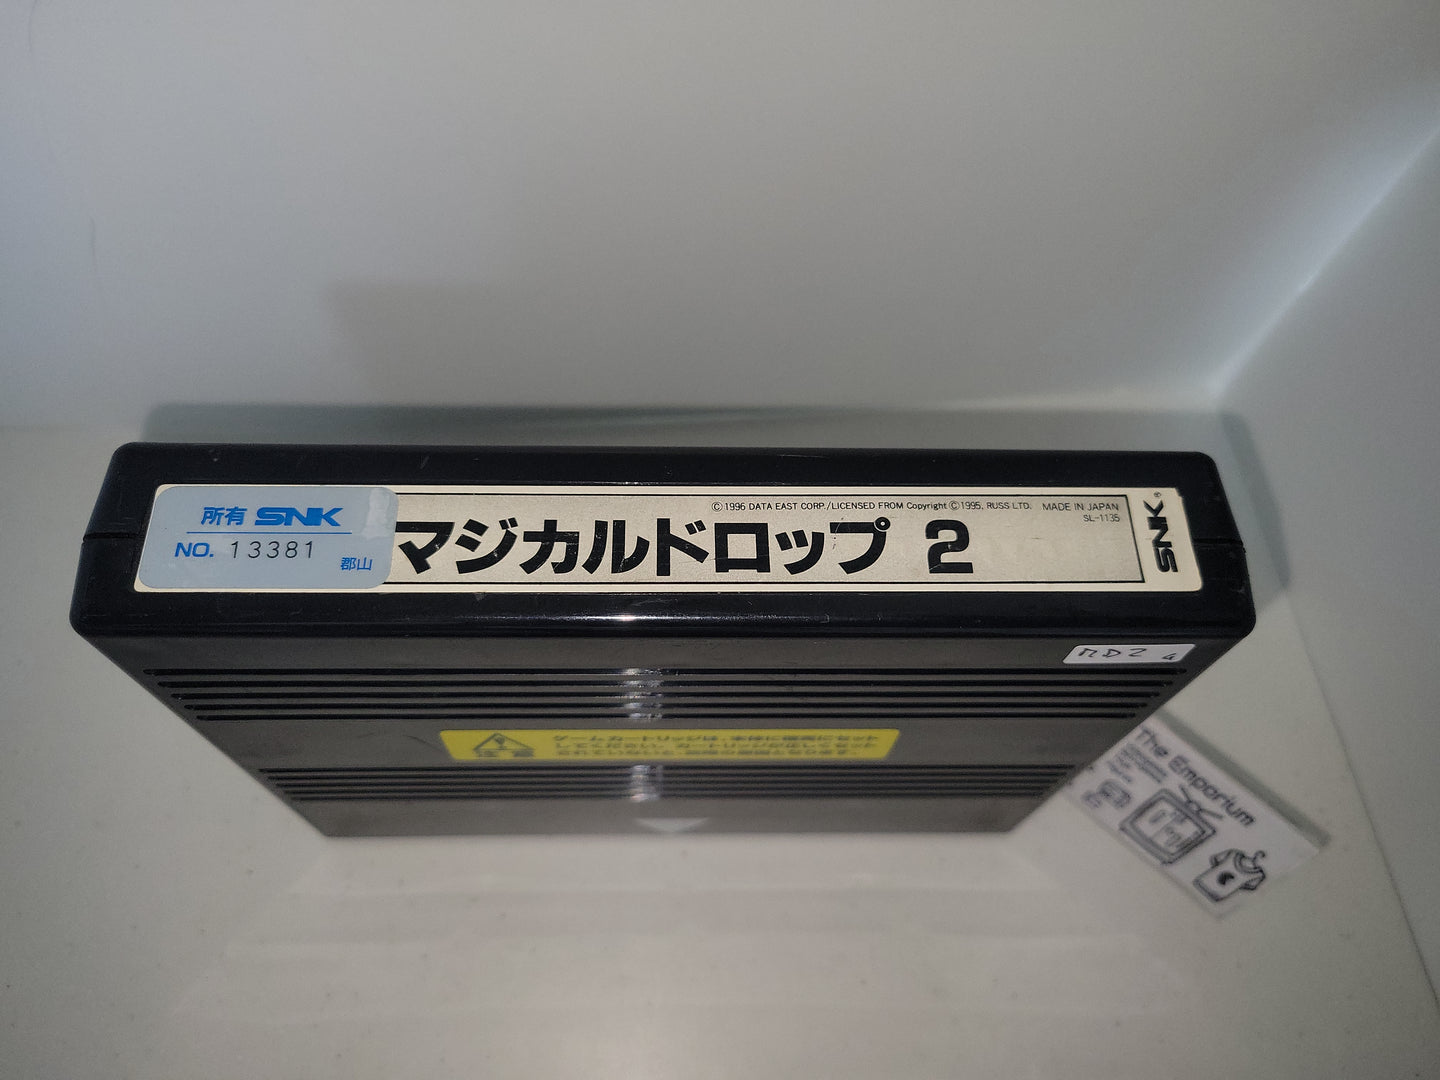 所有 SNK
NO. 13381
郡山
© 1996 DATA EAST CORP./LICENSED FROM Copyright © 1995, RUSS LTD. MADE IN JAPAN
SL-1135
マジカルドロップ 2
SNK®
MD2
The Emporium